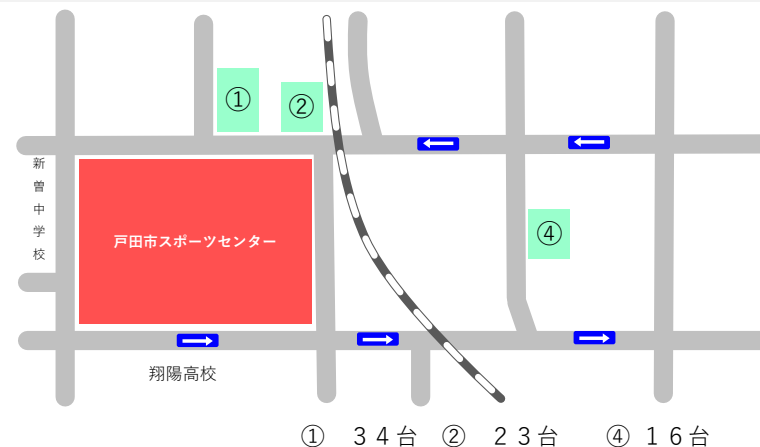 ①
②
新曽中学校
戸田市スポーツセンター
④
翔陽高校
① ３４台 ② ２３台 ④ １６台